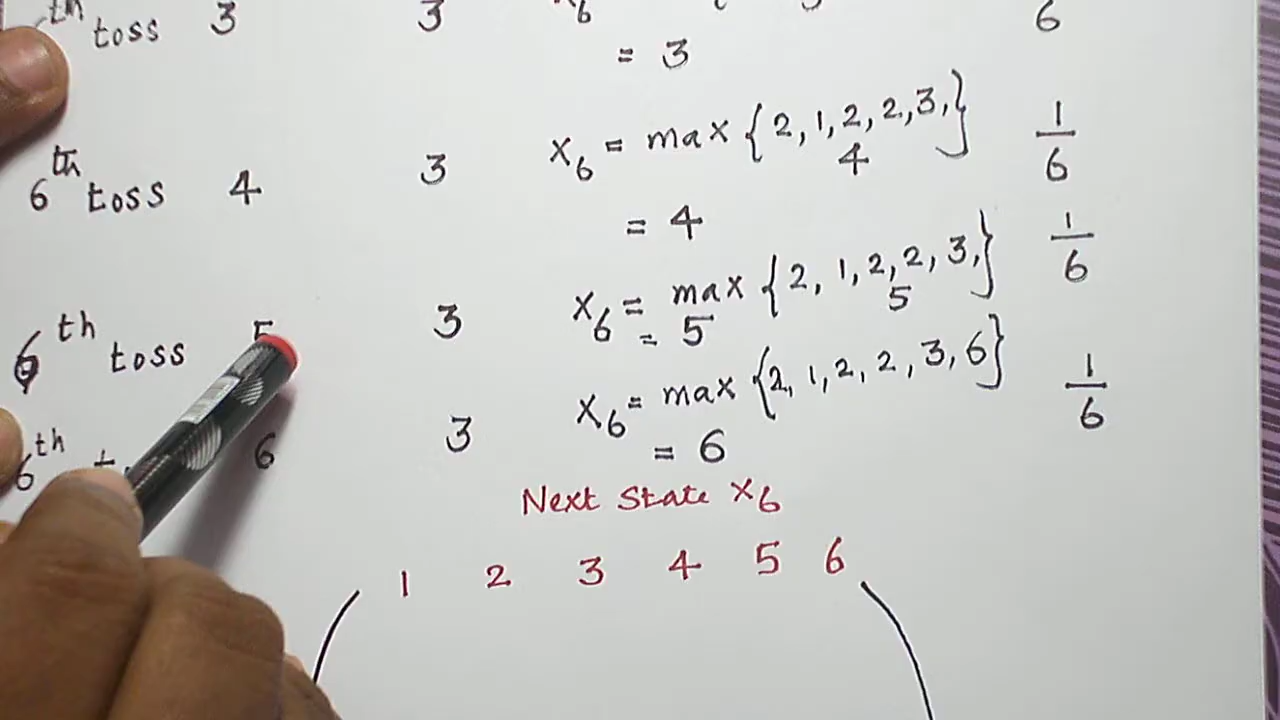 th toss 3 3 6
= 3
6th toss 4 3 X6 = max {2, 1, 2, 2, 3, 4} 1/6
= 4
6th toss 5 3 X6 = max {2, 1, 2, 2, 3, 5} 1/6
= 5
6th 6 3 X6 = max {2, 1, 2, 2, 3, 6} 1/6
= 6
Next State X6
1 2 3 4 5 6